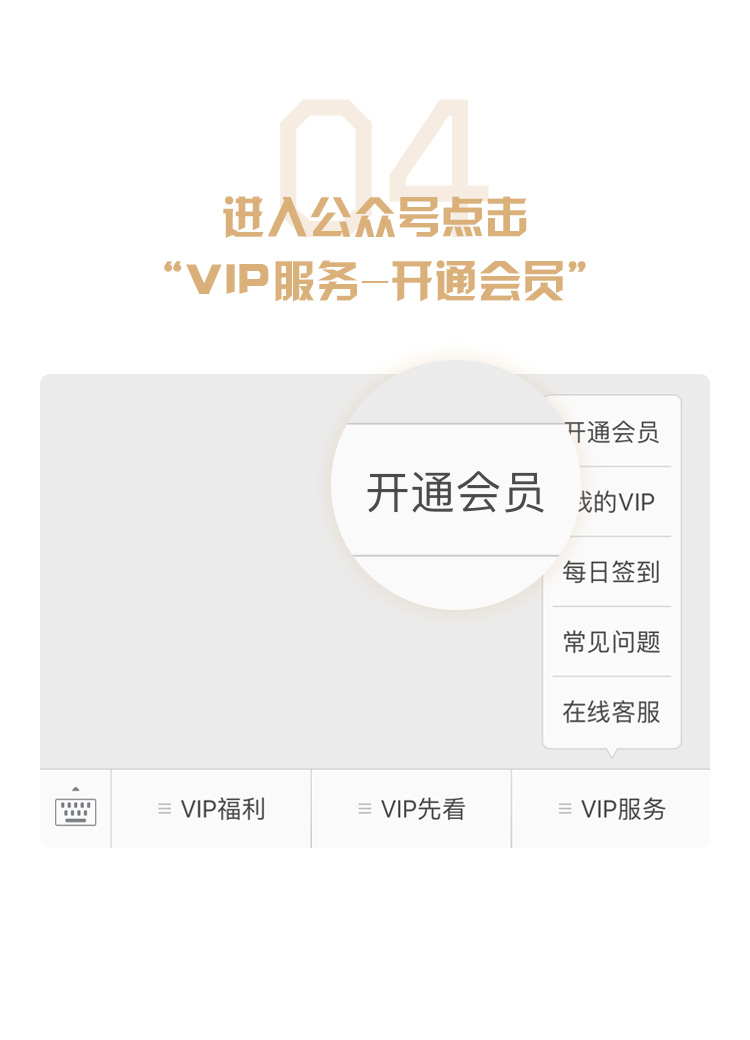 04
进入公众号点击
“VIP服务—开通会员”
开通会员
开通会员
我的VIP
每日签到
常见问题
在线客服
VIP福利
VIP先看
VIP服务